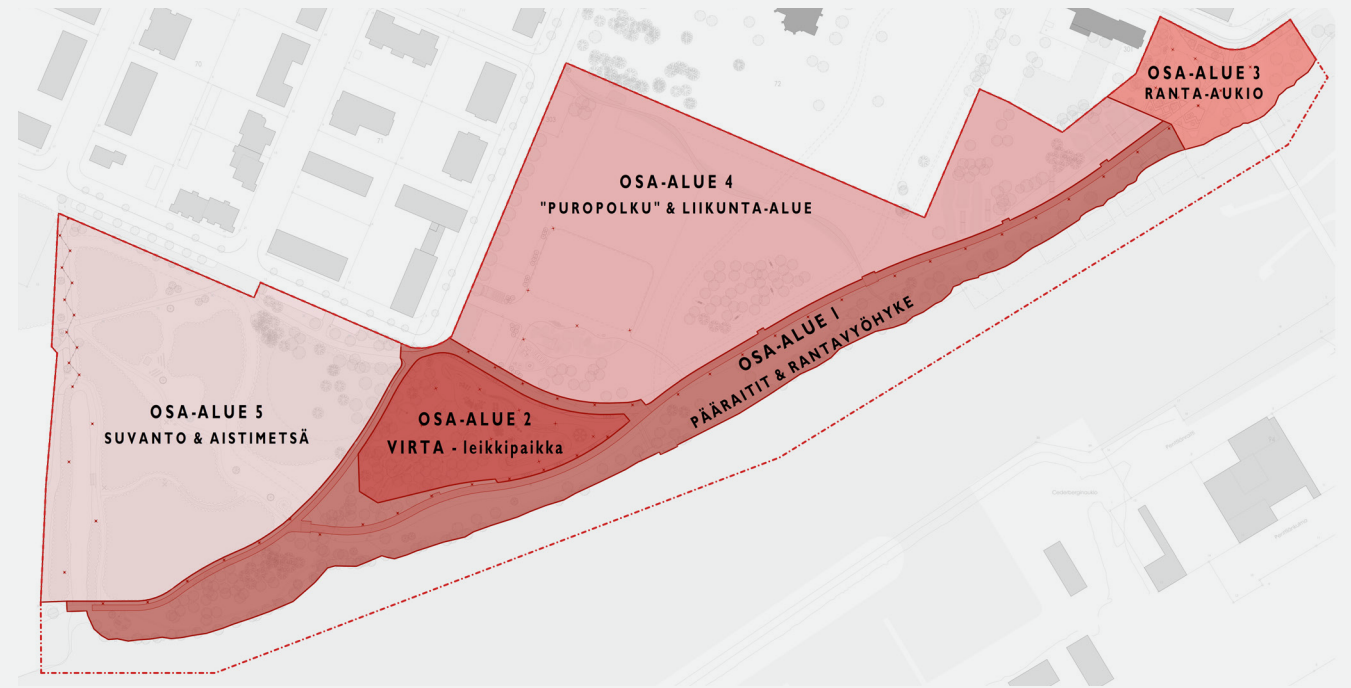 OSA-ALUE 3
RANTA-AUKIO
OSA-ALUE 4
"PUROPOLKU" & LIIKUNTA-ALUE
OSA-ALUE 1
PÄÄRAITIT & RANTAVYÖHYKE
OSA-ALUE 5
SUVANTO & AISTIMETSÄ
OSA-ALUE 2
VIRTA - leikkipaikka